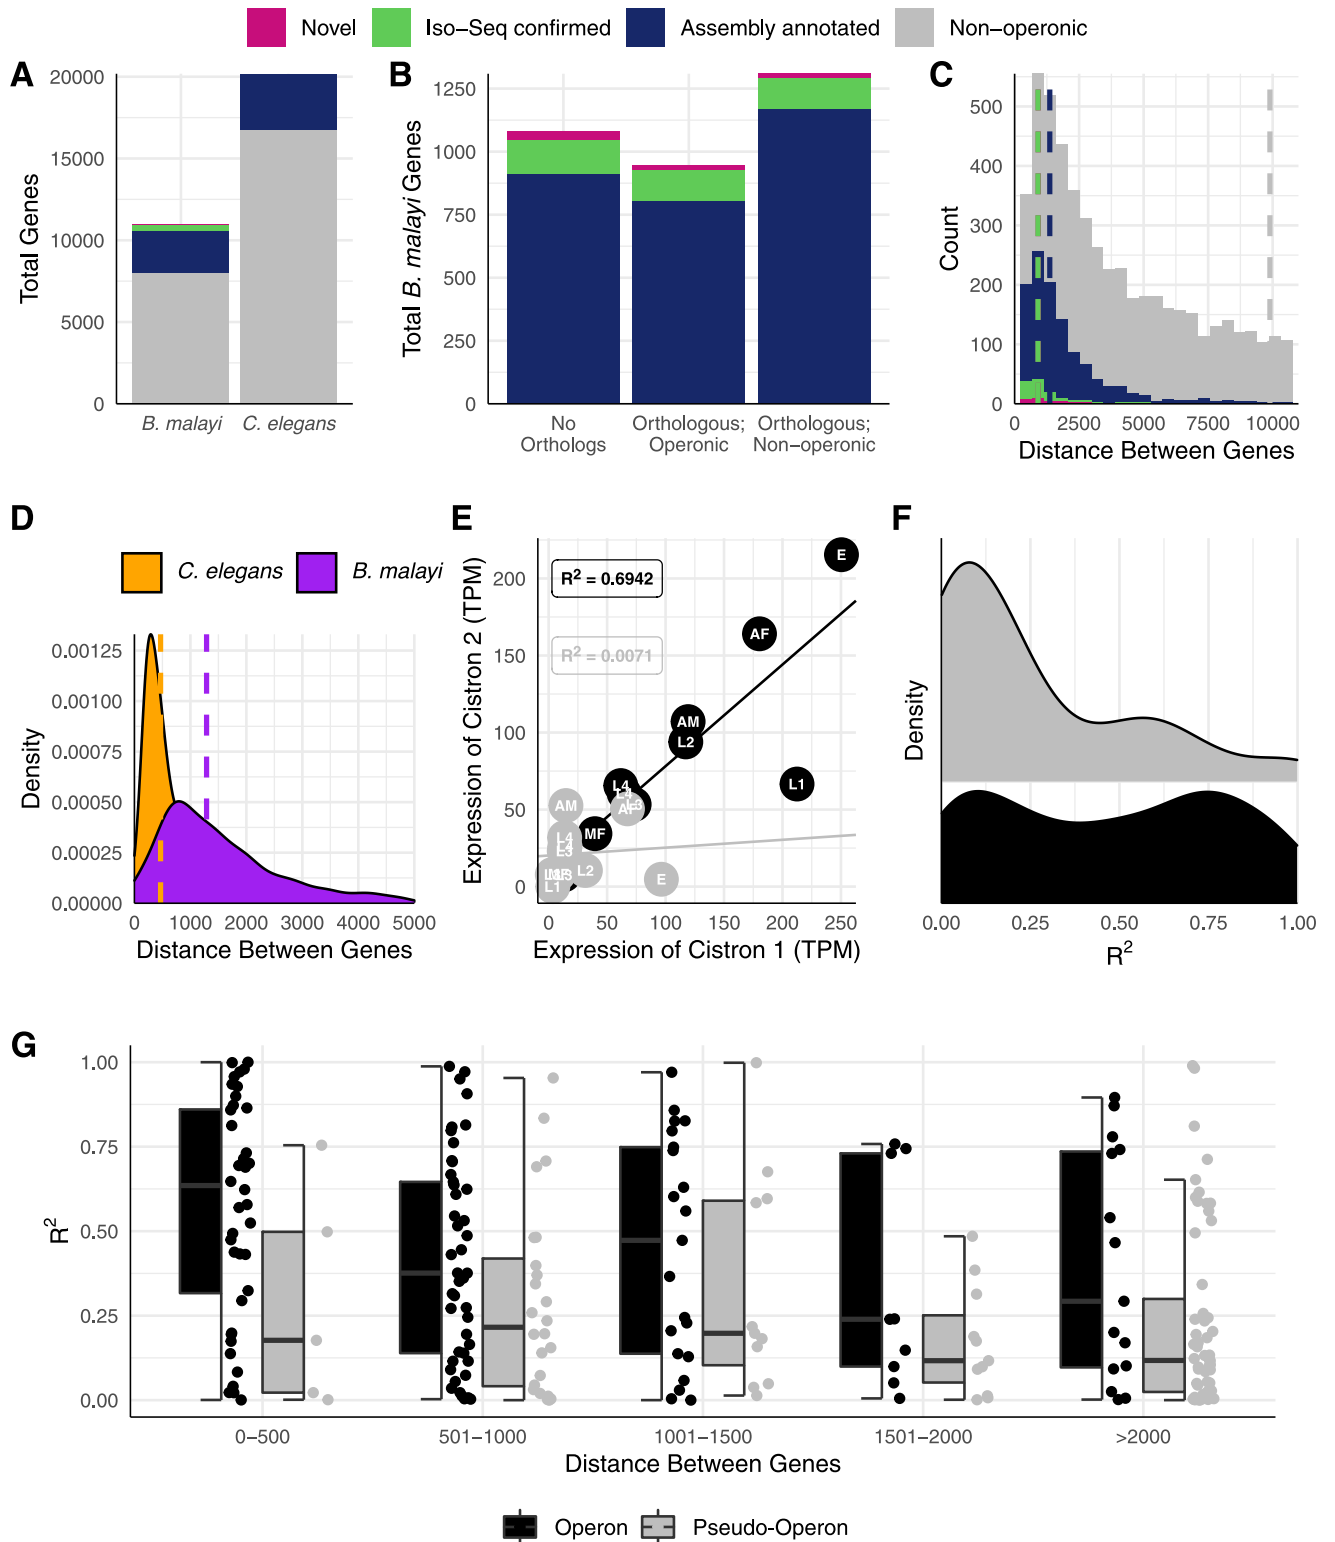 Novel Iso-Seq confirmed Assembly annotated Non-operonic
A
Total Genes
20000
15000
10000
5000
0
B. malayi C. elegans
B
Total B. malayi Genes
1250
1000
750
500
250
0
No Orthologous; Orthologous;
Orthologs Operonic Non-operonic
C
Count
500
400
300
200
100
0
0 2500 5000 7500 10000
Distance Between Genes
D
C. elegans B. malayi
Density
0.00125
0.00100
0.00075
0.00050
0.00025
0.00000
0 1000 2000 3000 4000 5000
Distance Between Genes
E
Expression of Cistron 2 (TPM)
200
150
100
50
0
R² = 0.6942
R² = 0.0071
E
AF
AM
L2
L1
L4
L4
L3
AF
AM
MF
L4
L3
L2
E
L1
0 50 100 150 200 250
Expression of Cistron 1 (TPM)
F
Density
0.00 0.25 0.50 0.75 1.00
R²
G
R²
1.00
0.75
0.50
0.25
0.00
0-500 501-1000 1001-1500 1501-2000 >2000
Distance Between Genes
Operon Pseudo-Operon